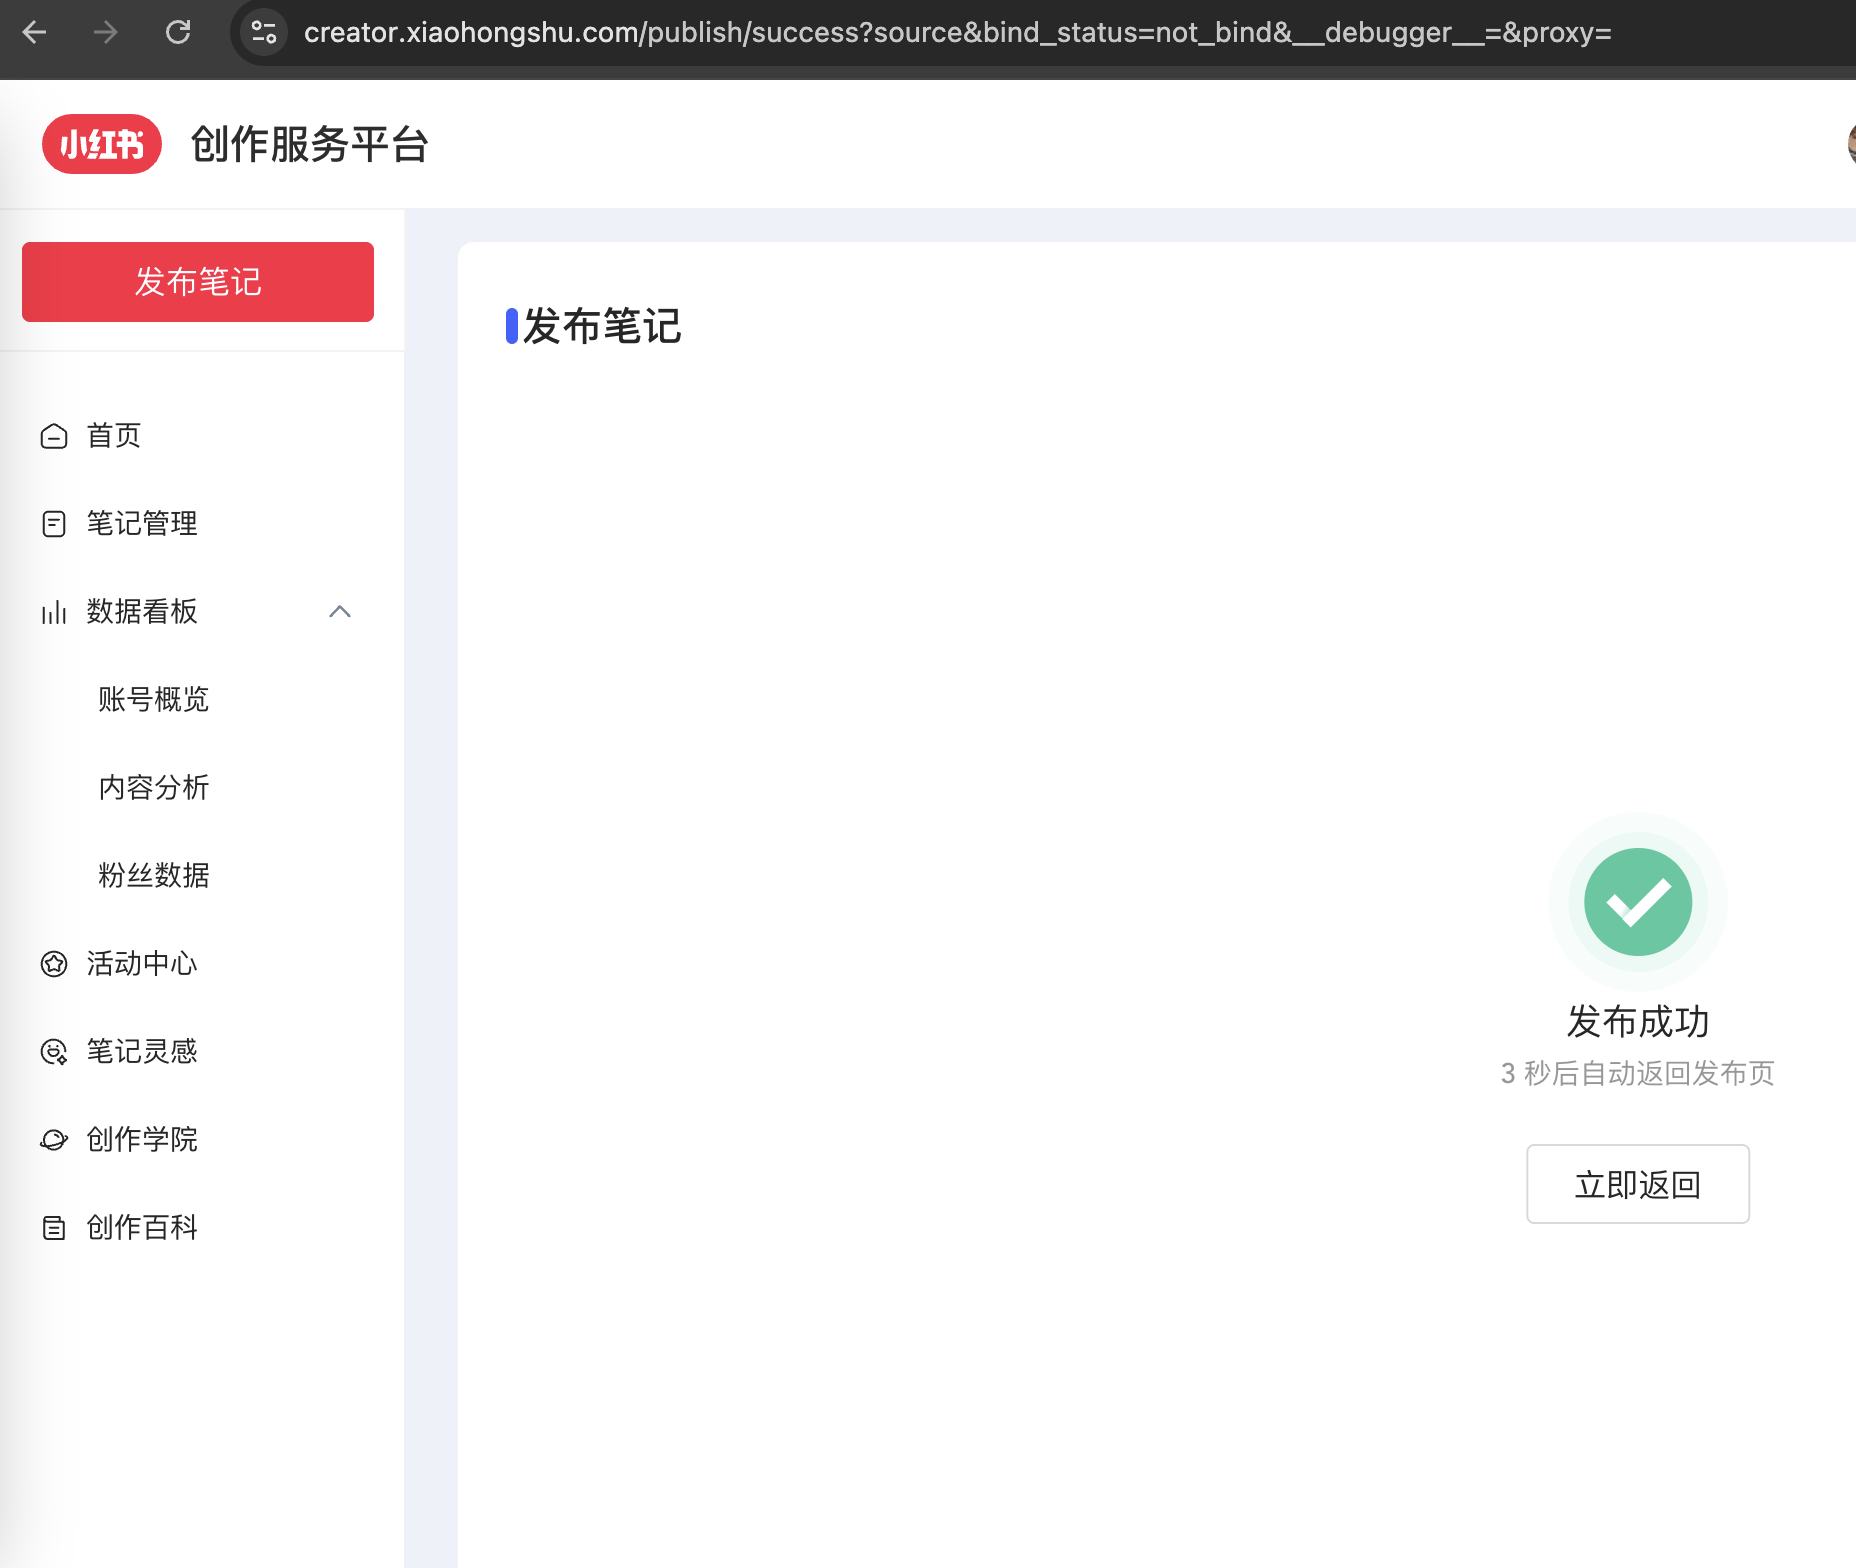 creator.xiaohongshu.com/publish/success?source&bind_status=not_bind&__debugger__=&proxy=
小红书 创作服务平台
发布笔记
首页
笔记管理
数据看板
账号概览
内容分析
粉丝数据
活动中心
笔记灵感
创作学院
创作百科
发布笔记
发布成功
3 秒后自动返回发布页
立即返回